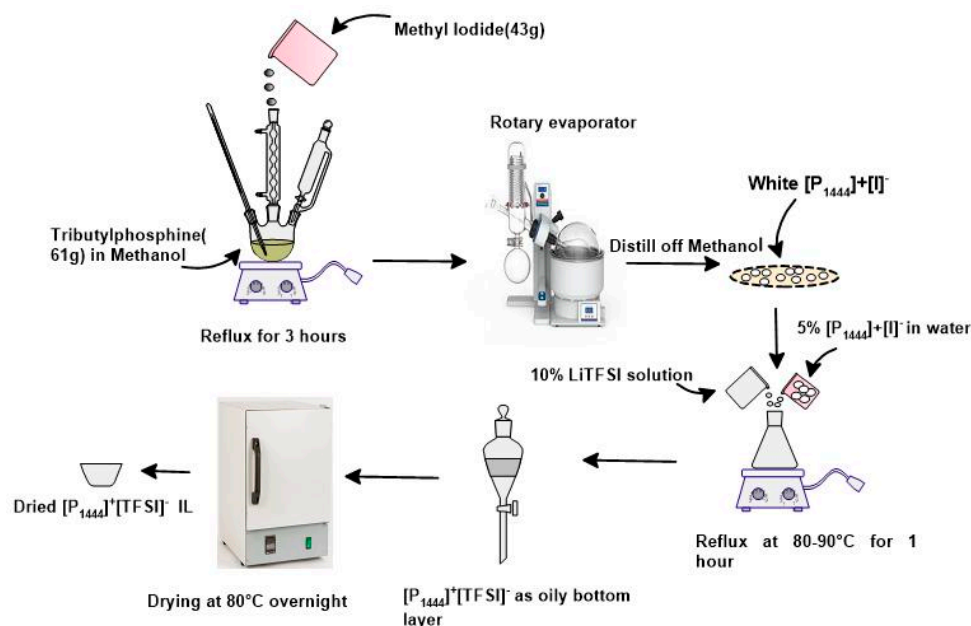 Methyl Iodide(43g)
Tributylphosphine(
61g) in Methanol
Reflux for 3 hours
Rotary evaporator
Distill off Methanol
White [P₁₄₄₄]+[I]⁻
5% [P₁₄₄₄]+[I]⁻ in water
10% LiTFSI solution
Reflux at 80-90°C for 1
hour
[P₁₄₄₄]⁺[TFSI]⁻ as oily bottom
layer
Drying at 80°C overnight
Dried [P₁₄₄₄]⁺[TFSI]⁻ IL